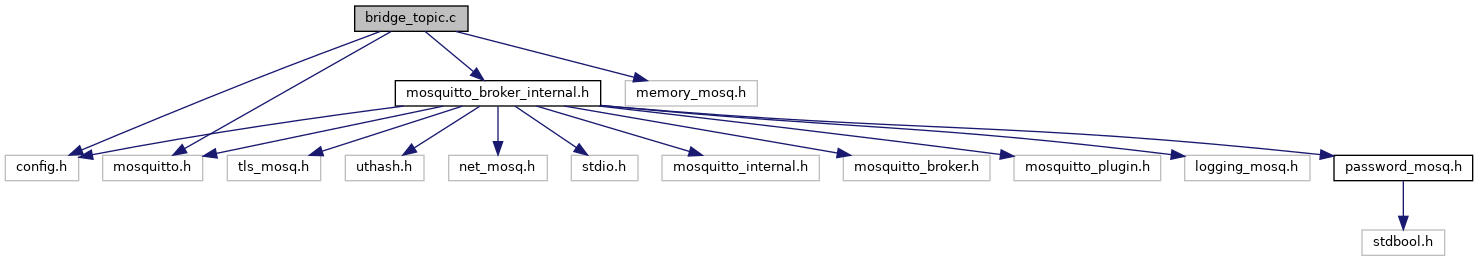 bridge_topic.c
mosquitto_broker_internal.h
memory_mosq.h
config.h
mosquitto.h
tls_mosq.h
uthash.h
net_mosq.h
stdio.h
mosquitto_internal.h
mosquitto_broker.h
mosquitto_plugin.h
logging_mosq.h
password_mosq.h
stdbool.h